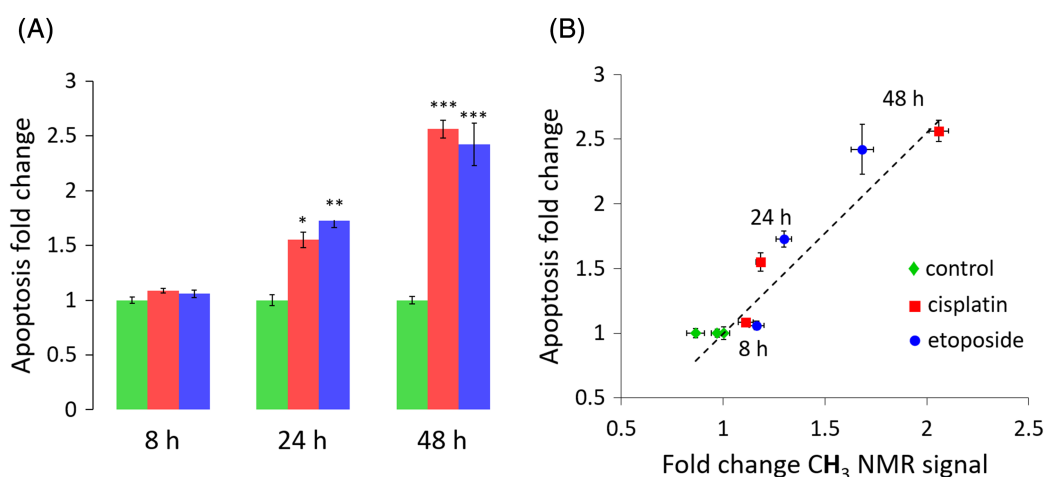 (A)
Apoptosis fold change
3
2.5
2
1.5
1
0.5
0
*
**
***
***
8 h
24 h
48 h
(B)
Apoptosis fold change
3
2.5
2
1.5
1
0.5
48 h
24 h
8 h
control
cisplatin
etoposide
0.5
1
1.5
2
2.5
Fold change CH₃ NMR signal